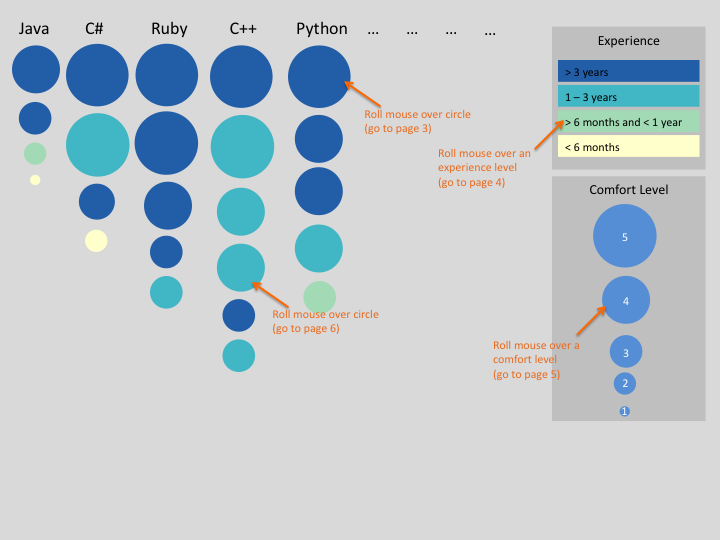 Java C# Ruby C++ Python ... ... ... ...
Experience
> 3 years
1 – 3 years
> 6 months and < 1 year
< 6 months
Roll mouse over circle
(go to page 3)
Roll mouse over an
experience level
(go to page 4)
Comfort Level
5
4
3
2
1
Roll mouse over circle
(go to page 6)
Roll mouse over a
comfort level
(go to page 5)